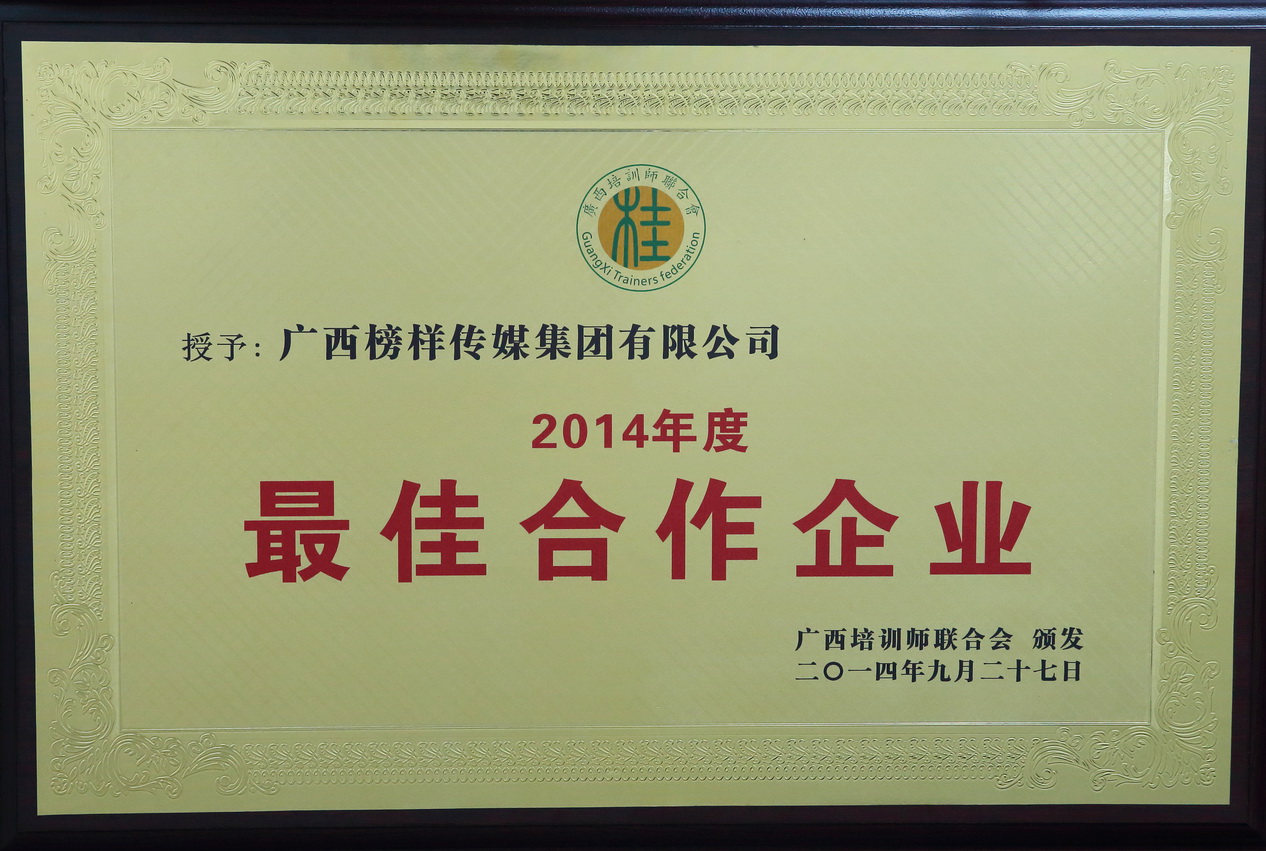 廣西培訓師聯合會
桂
GuangXi Trainers federation
授予：广西榜样传媒集团有限公司
2014年度
最佳合作企业
广西培训师联合会 颁发
二〇一四年九月二十七日